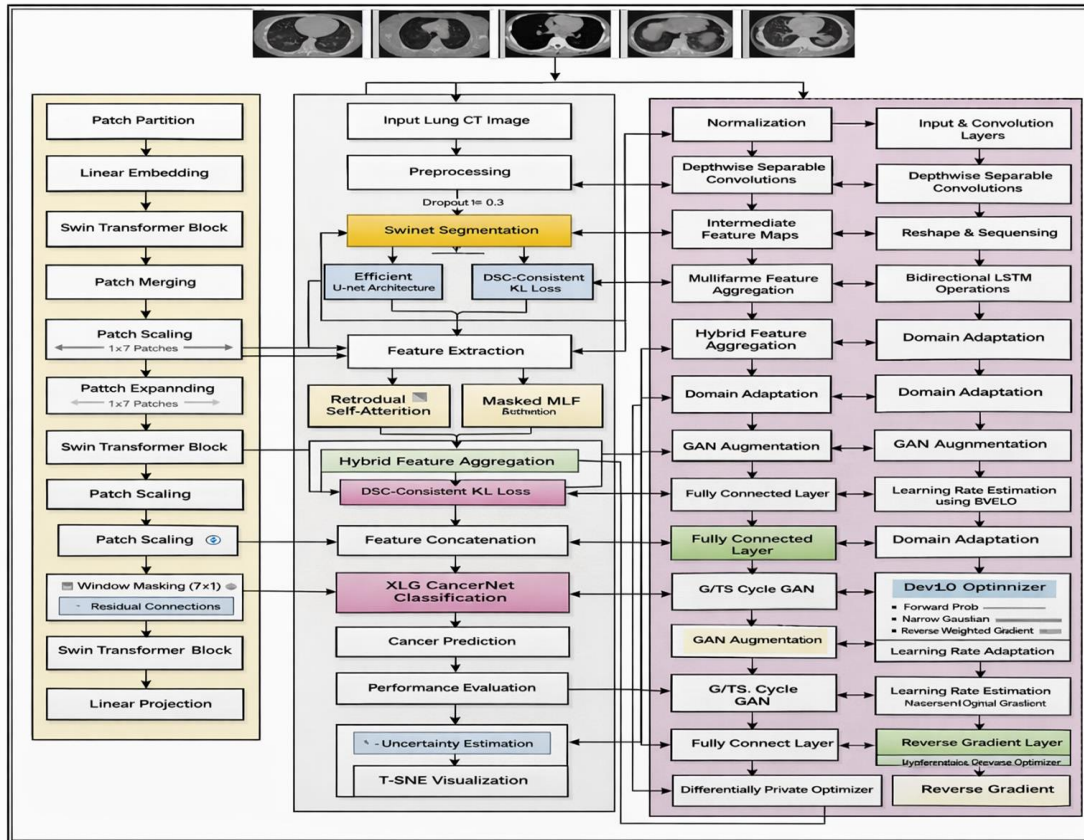 Patch Partition
Linear Embedding
Swin Transformer Block
Patch Merging
Patch Scaling
1×7 Patches
Pattch Expannding
1×7 Patches
Swin Transformer Block
Patch Scaling
Patch Scaling
Window Masking (7×1)
- Residual Connections
Swin Transformer Block
Linear Projection
Input Lung CT Image
Preprocessing
Dropout = 0.3
Swinet Segmentation
Efficient
U-net Architecture
DSC-Consistent
KL Loss
Feature Extraction
Retrodual
Self-Atterition
Masked MLF
Hybrid Feature Aggregation
DSC-Consistent KL Loss
Feature Concatenation
XLG CancerNet
Classification
Cancer Prediction
Performance Evaluation
- Uncertainty Estimation
T-SNE Visualization
Normalization
Depthwise Separable
Convolutions
Intermediate
Feature Maps
Mullifarme Feature
Aggregation
Hybrid Feature
Aggregation
Domain Adaptation
GAN Augmentation
Fully Connected Layer
Fully Connected
Layer
G/TS Cycle GAN
GAN Augmentation
G/TS. Cycle
GAN
Fully Connect Layer
Differentially Private Optimizer
Input & Convolution
Layers
Depthwise Separable
Convolutions
Reshape & Sequencing
Bidirectional LSTM
Operations
Domain Adaptation
Domain Adaptation
GAN Augnmentation
Learning Rate Estimation
using BVELO
Domain Adaptation
Dev1.0 Optinnizer
Forward Prob
Narrow Gauslian
Reverse Weighted Gradient
Learning Rate Adaptation
Learning Rate Estimation
Reverse Gradient Layer
Reverse Gradient